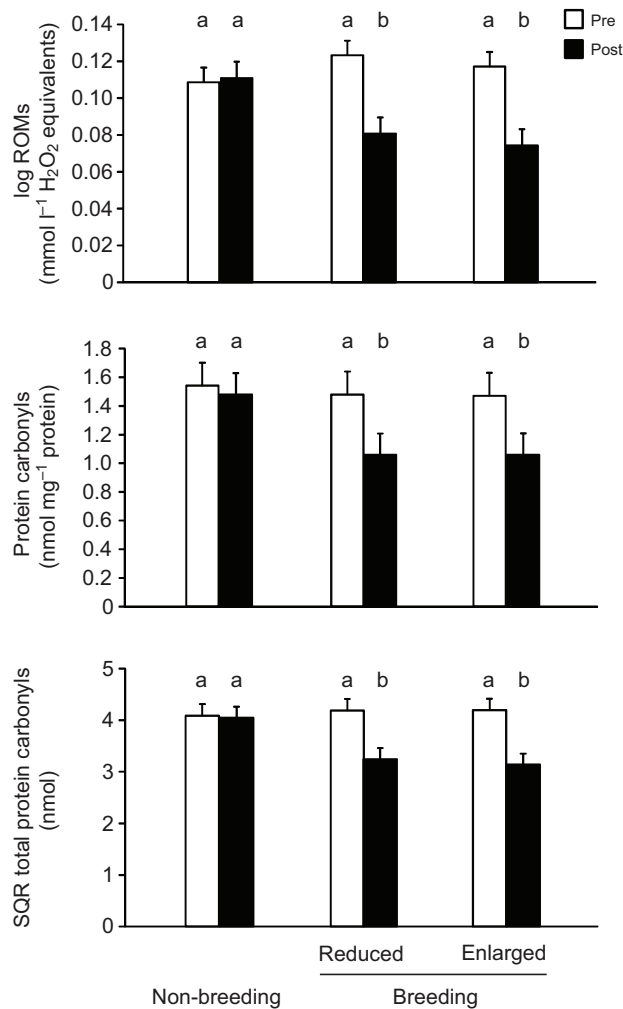 Pre
Post
log ROMs
(mmol l⁻¹ H₂O₂ equivalents)
0.14
0.12
0.10
0.08
0.06
0.04
0.02
0
a a a b a b
Protein carbonyls
(nmol mg⁻¹ protein)
1.8
1.6
1.4
1.2
1.0
0.8
0.6
0.4
0.2
0
a a a b a b
SQR total protein carbonyls
(nmol)
5
4
3
2
1
0
a a a b a b
Reduced Enlarged
Non-breeding Breeding